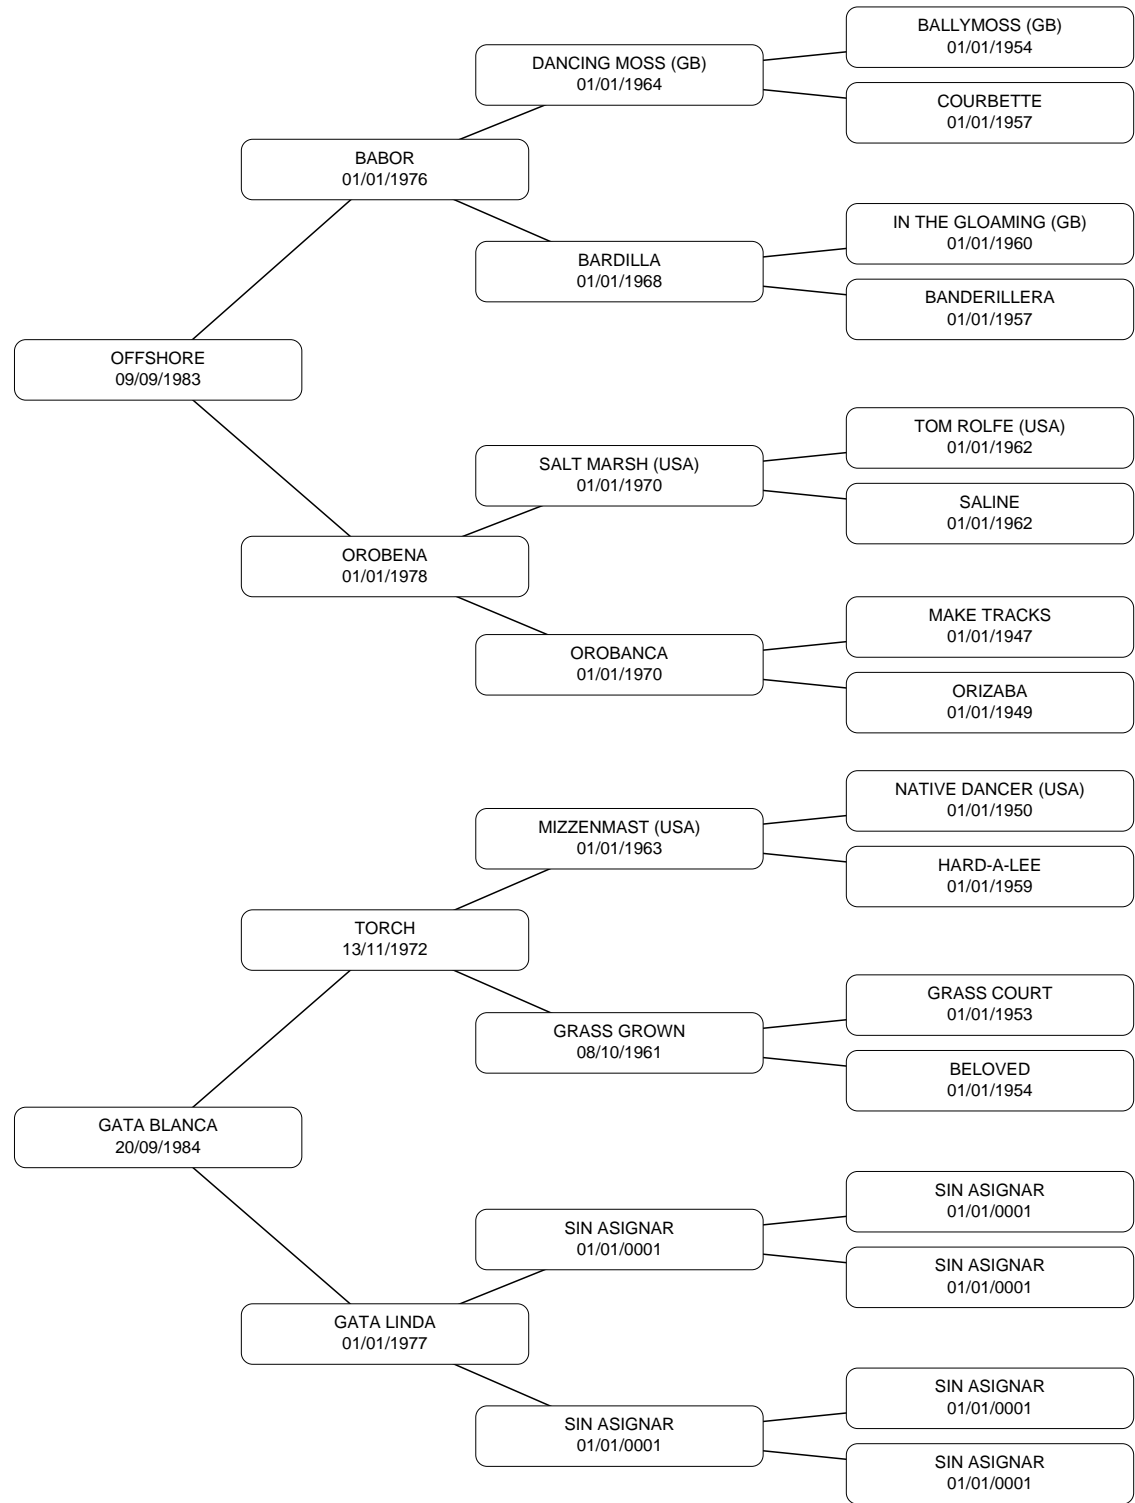 BALLYMOSS (GB)
01/01/1954
DANCING MOSS (GB)
01/01/1964
COURBETTE
01/01/1957
BABOR
01/01/1976
IN THE GLOAMING (GB)
01/01/1960
BARDILLA
01/01/1968
BANDERILLERA
01/01/1957
OFFSHORE
09/09/1983
TOM ROLFE (USA)
01/01/1962
SALT MARSH (USA)
01/01/1970
SALINE
01/01/1962
OROBENA
01/01/1978
MAKE TRACKS
01/01/1947
OROBANCA
01/01/1970
ORIZABA
01/01/1949
NATIVE DANCER (USA)
01/01/1950
MIZZENMAST (USA)
01/01/1963
HARD-A-LEE
01/01/1959
TORCH
13/11/1972
GRASS COURT
01/01/1953
GRASS GROWN
08/10/1961
BELOVED
01/01/1954
GATA BLANCA
20/09/1984
SIN ASIGNAR
01/01/0001
SIN ASIGNAR
01/01/0001
SIN ASIGNAR
01/01/0001
GATA LINDA
01/01/1977
SIN ASIGNAR
01/01/0001
SIN ASIGNAR
01/01/0001
SIN ASIGNAR
01/01/0001